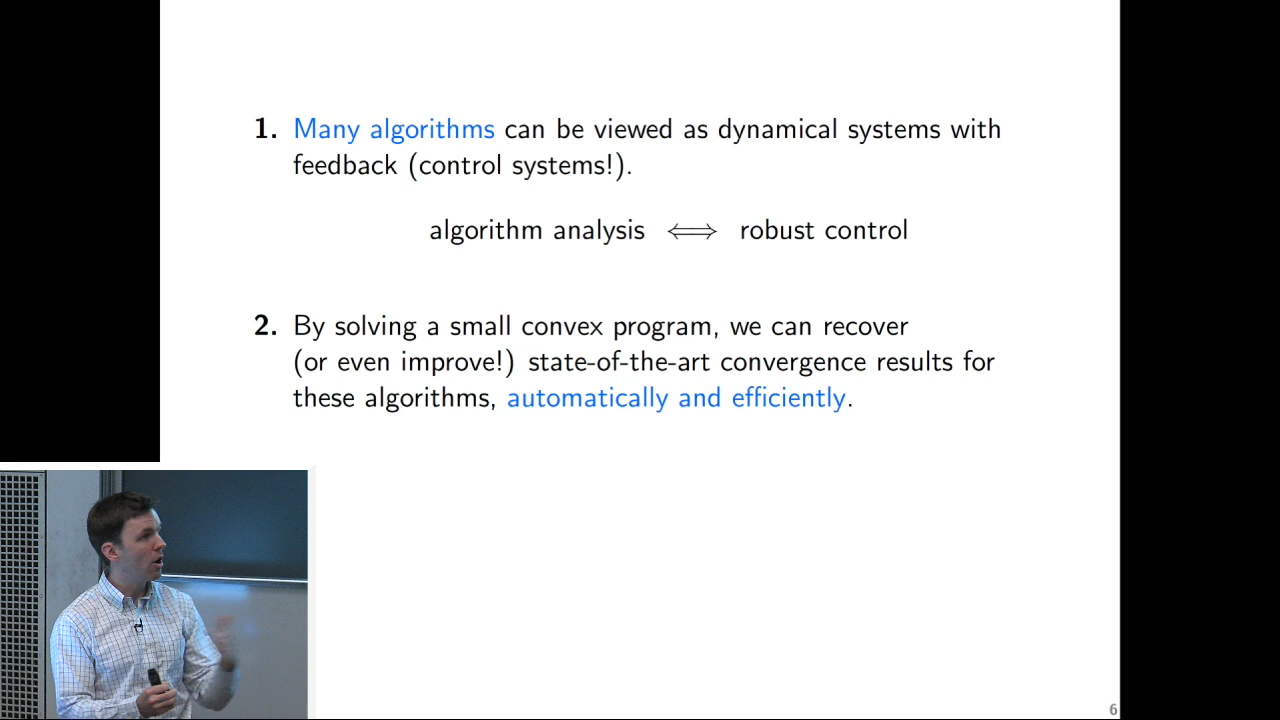 1. Many algorithms can be viewed as dynamical systems with
feedback (control systems!).
algorithm analysis ⟺ robust control
2. By solving a small convex program, we can recover
(or even improve!) state-of-the-art convergence results for
these algorithms, automatically and efficiently.
6